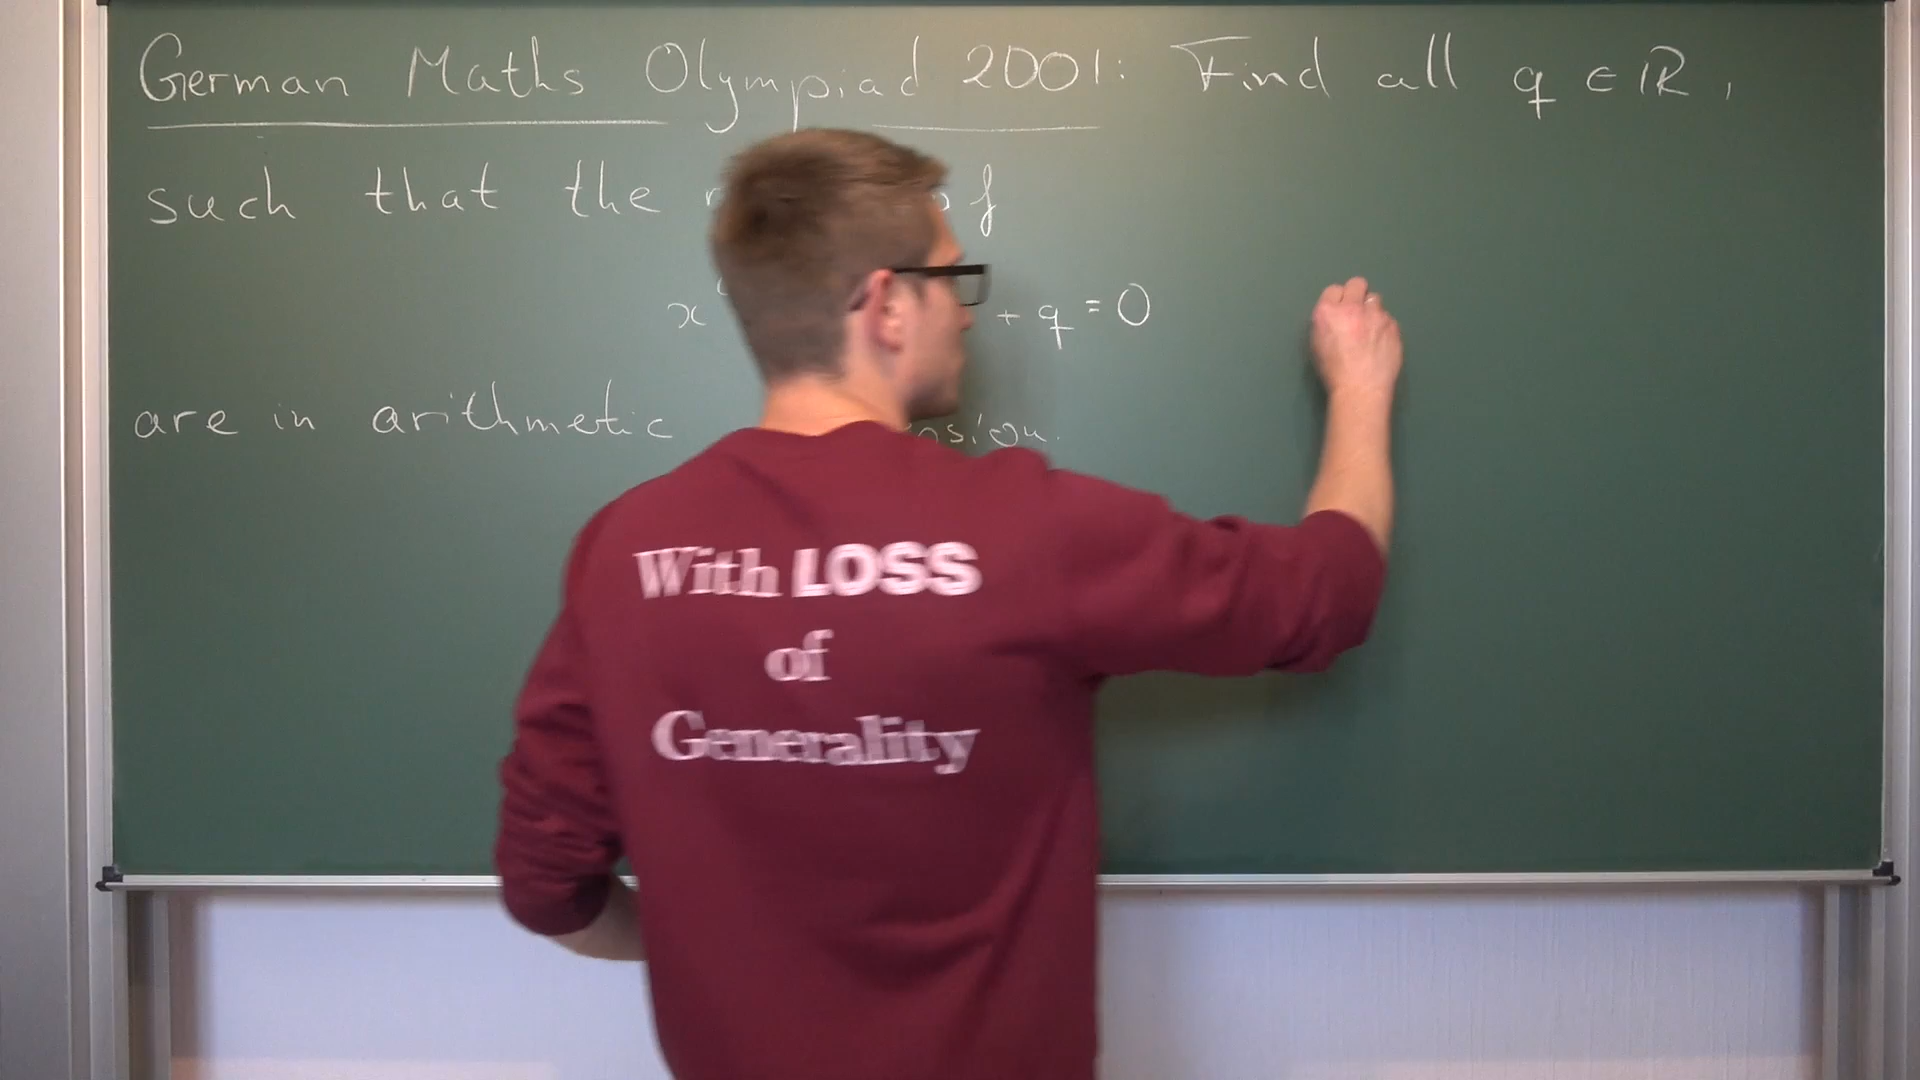 German Maths Olympiad 2001: Find all q ∈ ℝ,
such that the of
x + q = 0
are in arithmetic
With LOSS
of
Generality